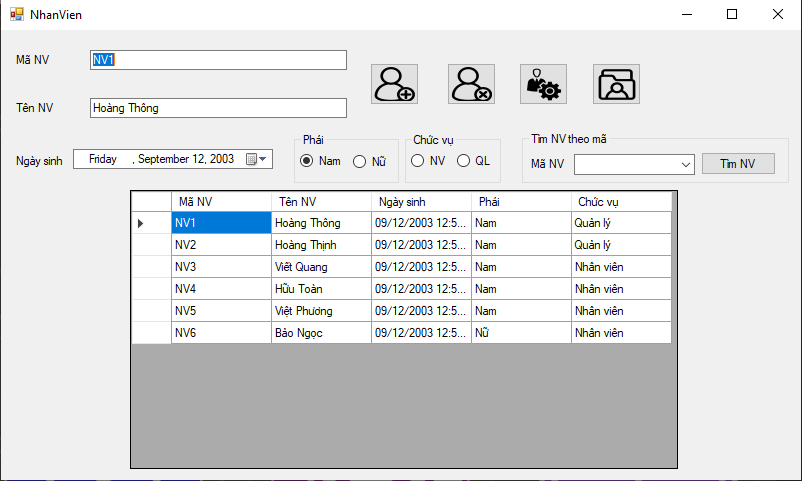 NhanVien
Mã NV NV1
Tên NV Hoàng Thông
Ngày sinh Friday , September 12, 2003
Phái
Nam Nữ
Chức vụ
NV QL
Tìm NV theo mã
Mã NV Tìm NV
Mã NV Tên NV Ngày sinh Phái Chức vụ
NV1 Hoàng Thông 09/12/2003 12:5... Nam Quản lý
NV2 Hoàng Thịnh 09/12/2003 12:5... Nam Quản lý
NV3 Viết Quang 09/12/2003 12:5... Nam Nhân viên
NV4 Hữu Toàn 09/12/2003 12:5... Nam Nhân viên
NV5 Việt Phương 09/12/2003 12:5... Nam Nhân viên
NV6 Bảo Ngọc 09/12/2003 12:5... Nữ Nhân viên